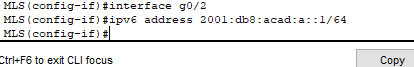 MLS(config-if)#interface g0/2
MLS(config-if)#ipv6 address 2001:db8:acad:a::1/64
MLS(config-if)#
Ctrl+F6 to exit CLI focus
Copy